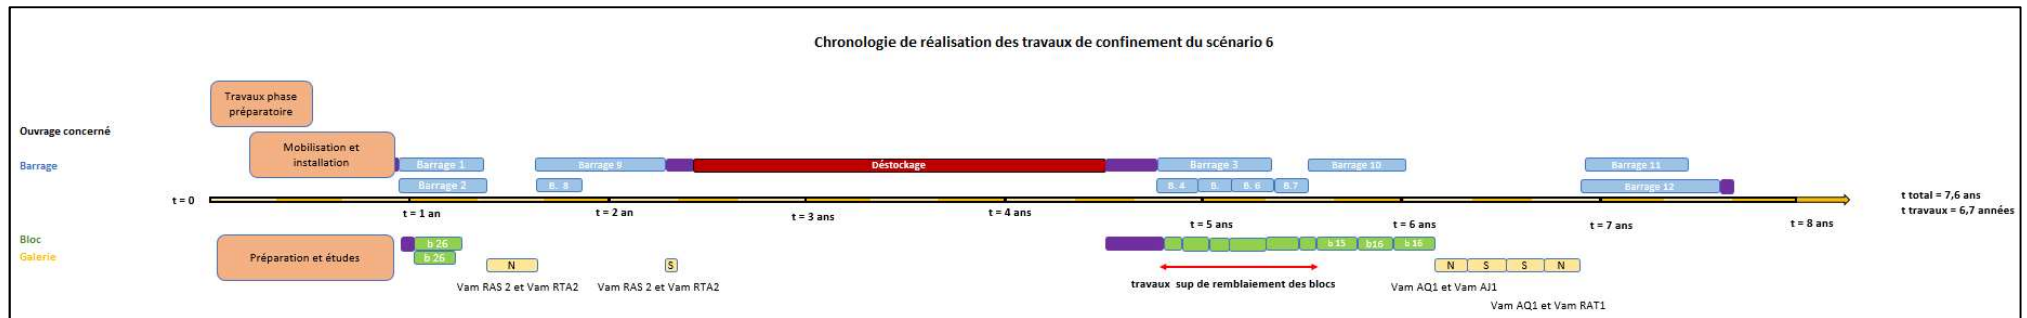 Chronologie de réalisation des travaux de confinement du scénario 6
Travaux phase
préparatoire
Ouvrage concerné
Mobilisation et
installation
Barrage
Barrage 1
Barrage 9
Déstockage
Barrage 3
Barrage 10
Barrage 11
Barrage 2
B. 8
B. 4
B.
B. 6
B.7
Barrage 12
t = 0
t = 1 an
t = 2 an
t = 3 ans
t = 4 ans
t = 5 ans
t = 6 ans
t = 7 ans
t = 8 ans
t total = 7,6 ans
t travaux = 6,7 années
Bloc
Galerie
Préparation et études
b 26
b 26
b 15
b16
b 16
N
S
N
S
S
N
Vam RAS 2 et Vam RTA2
Vam RAS 2 et Vam RTA2
travaux sup de remblaiement des blocs
Vam AQ1 et Vam AJ1
Vam AQ1 et Vam RAT1